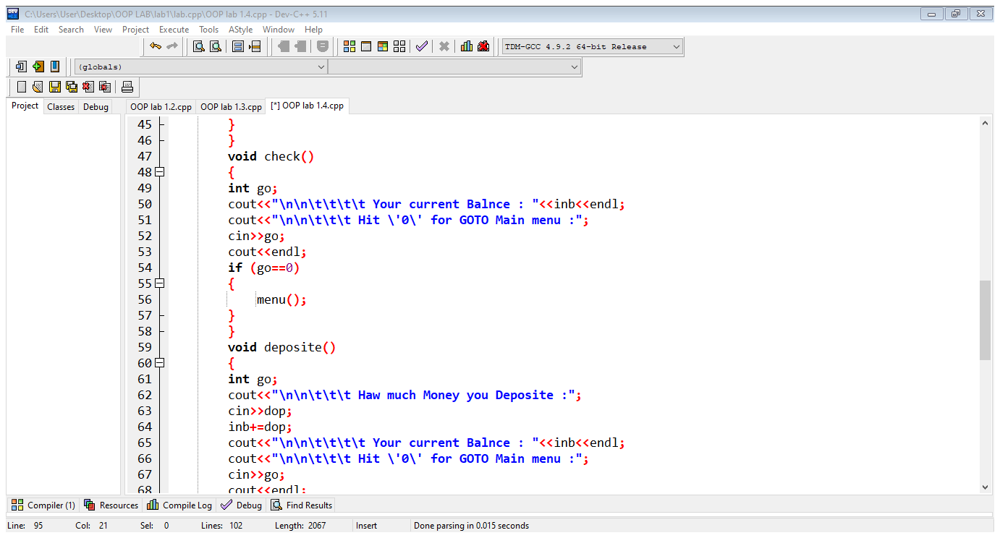 C:\Users\User\Desktop\OOP LAB\lab1\lab.cpp\OOP lab 1.4.cpp - Dev-C++ 5.11
File Edit Search View Project Execute Tools AStyle Window Help
TDM-GCC 4.9.2 64-bit Release
(globals)
Project Classes Debug OOP lab 1.2.cpp OOP lab 1.3.cpp [*] OOP lab 1.4.cpp
45 }
46 }
47 void check()
48 {
49 int go;
50 cout<<"\n\n\t\t\t\t Your current Balnce : "<<inb<<endl;
51 cout<<"\n\n\t\t\t Hit \'0\' for GOTO Main menu :";
52 cin>>go;
53 cout<<endl;
54 if (go==0)
55 {
56 menu();
57 }
58 }
59 void deposite()
60 {
61 int go;
62 cout<<"\n\n\t\t\t Haw much Money you Deposite :";
63 cin>>dop;
64 inb+=dop;
65 cout<<"\n\n\t\t\t\t Your current Balnce : "<<inb<<endl;
66 cout<<"\n\n\t\t\t Hit \'0\' for GOTO Main menu :";
67 cin>>go;
68 cout<<endl;
Compiler (1) Resources Compile Log Debug Find Results
Line: 95 Col: 21 Sel: 0 Lines: 102 Length: 2067 Insert Done parsing in 0.015 seconds